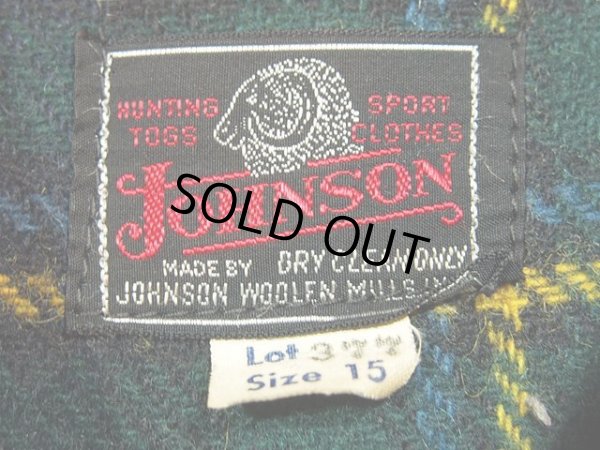 HUNTING SPORT
TOGS CLOTHES
JOHNSON
SOLD OUT
MADE BY DRY CLEAN ONLY
JOHNSON WOOLEN MILLS, INC.
Lot 377
Size 15